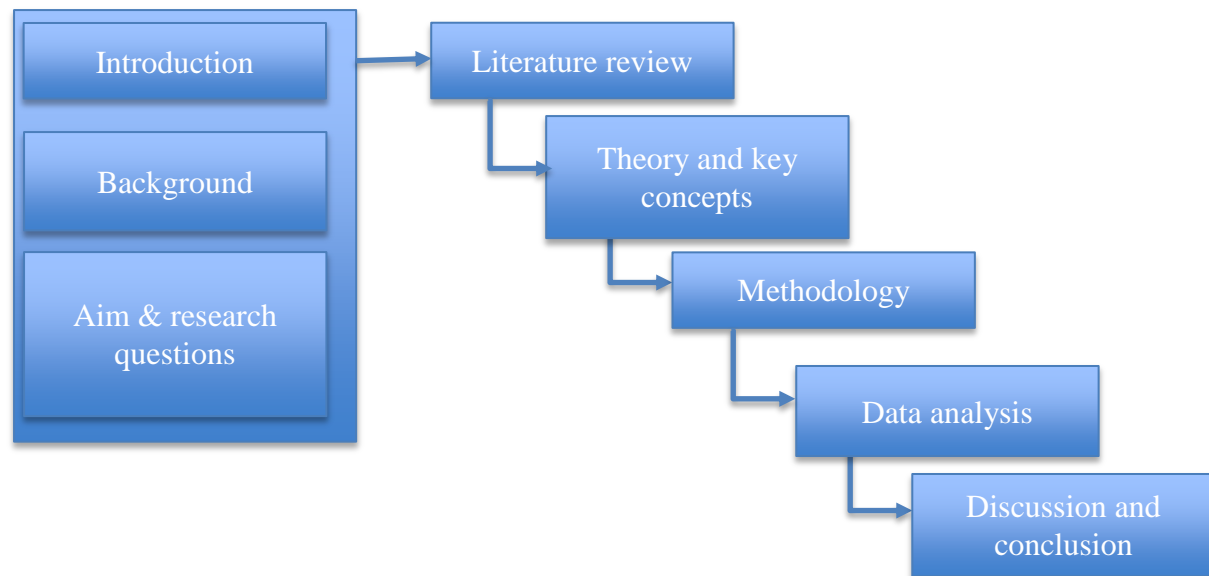 Introduction
Background
Aim & research
questions
Literature review
Theory and key
concepts
Methodology
Data analysis
Discussion and
conclusion